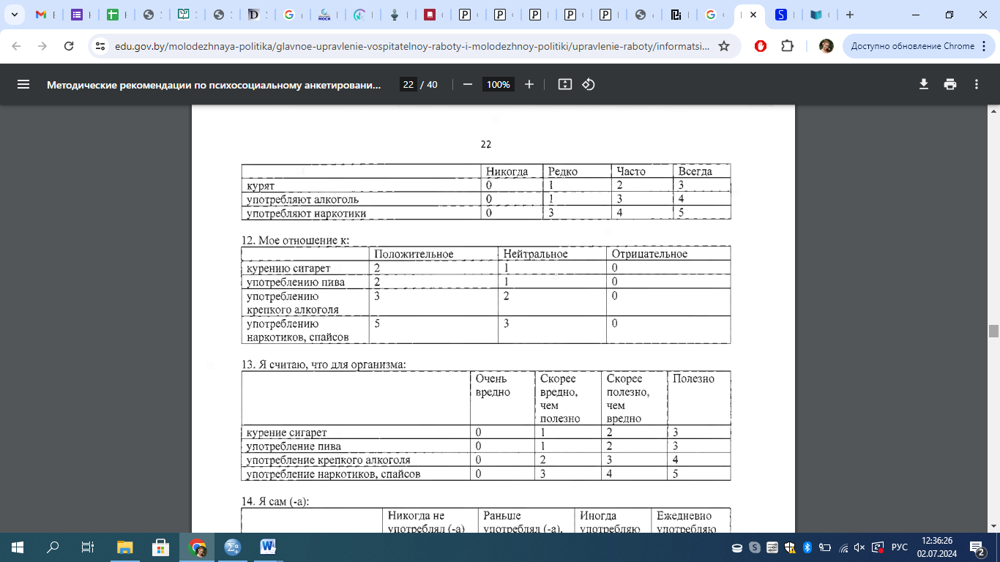 edu.gov.by/molodezhnaya-politika/glavnoe-upravlenie-vospitatelnoy-raboty-i-molodezhnoy-politiki/upravlenie-raboty/informatsi...
Доступно обновление Chrome
Методические рекомендации по психосоциальному анкетировани...
22 / 40
100%
22
Никогда Редко Часто Всегда
курят 0 1 2 3
употребляют алкоголь 0 1 3 4
употребляют наркотики 0 3 4 5
12. Мое отношение к:
Положительное Нейтральное Отрицательное
курению сигарет 2 1 0
употреблению пива 2 1 0
употреблению 3 2 0
крепкого алкоголя
употреблению 5 3 0
наркотиков, спайсов
13. Я считаю, что для организма:
Очень Скорее Скорее Полезно
вредно вредно, полезно,
чем чем
полезно вредно
курение сигарет 0 1 2 3
употребление пива 0 1 2 3
употребление крепкого алкоголя 0 2 3 4
употребление наркотиков, спайсов 0 3 4 5
14. Я сам (-а):
Никогда не Раньше Иногда Ежедневно
употреблял (-а) употреблял (-а), употребляю употребляю
РУС
12:36:26
02.07.2024
2